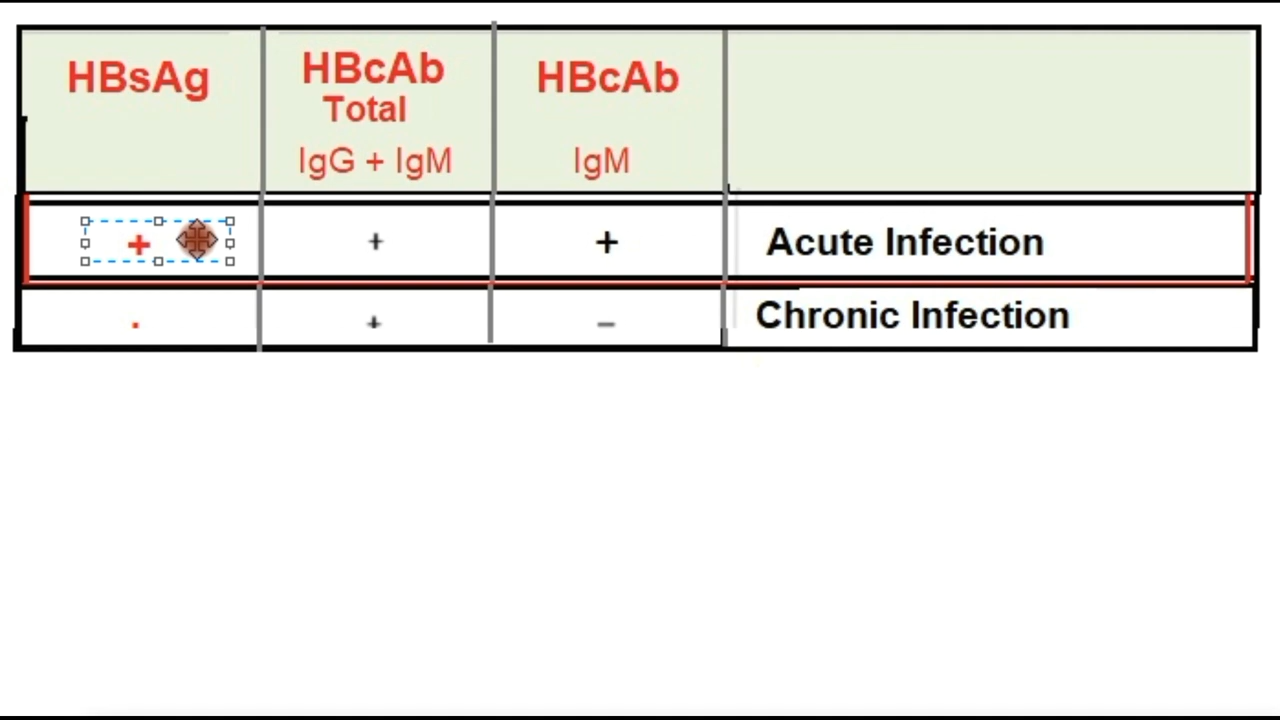 HBsAg HBcAb HBcAb
Total
IgG + IgM IgM
+ + + Acute Infection
· + – Chronic Infection